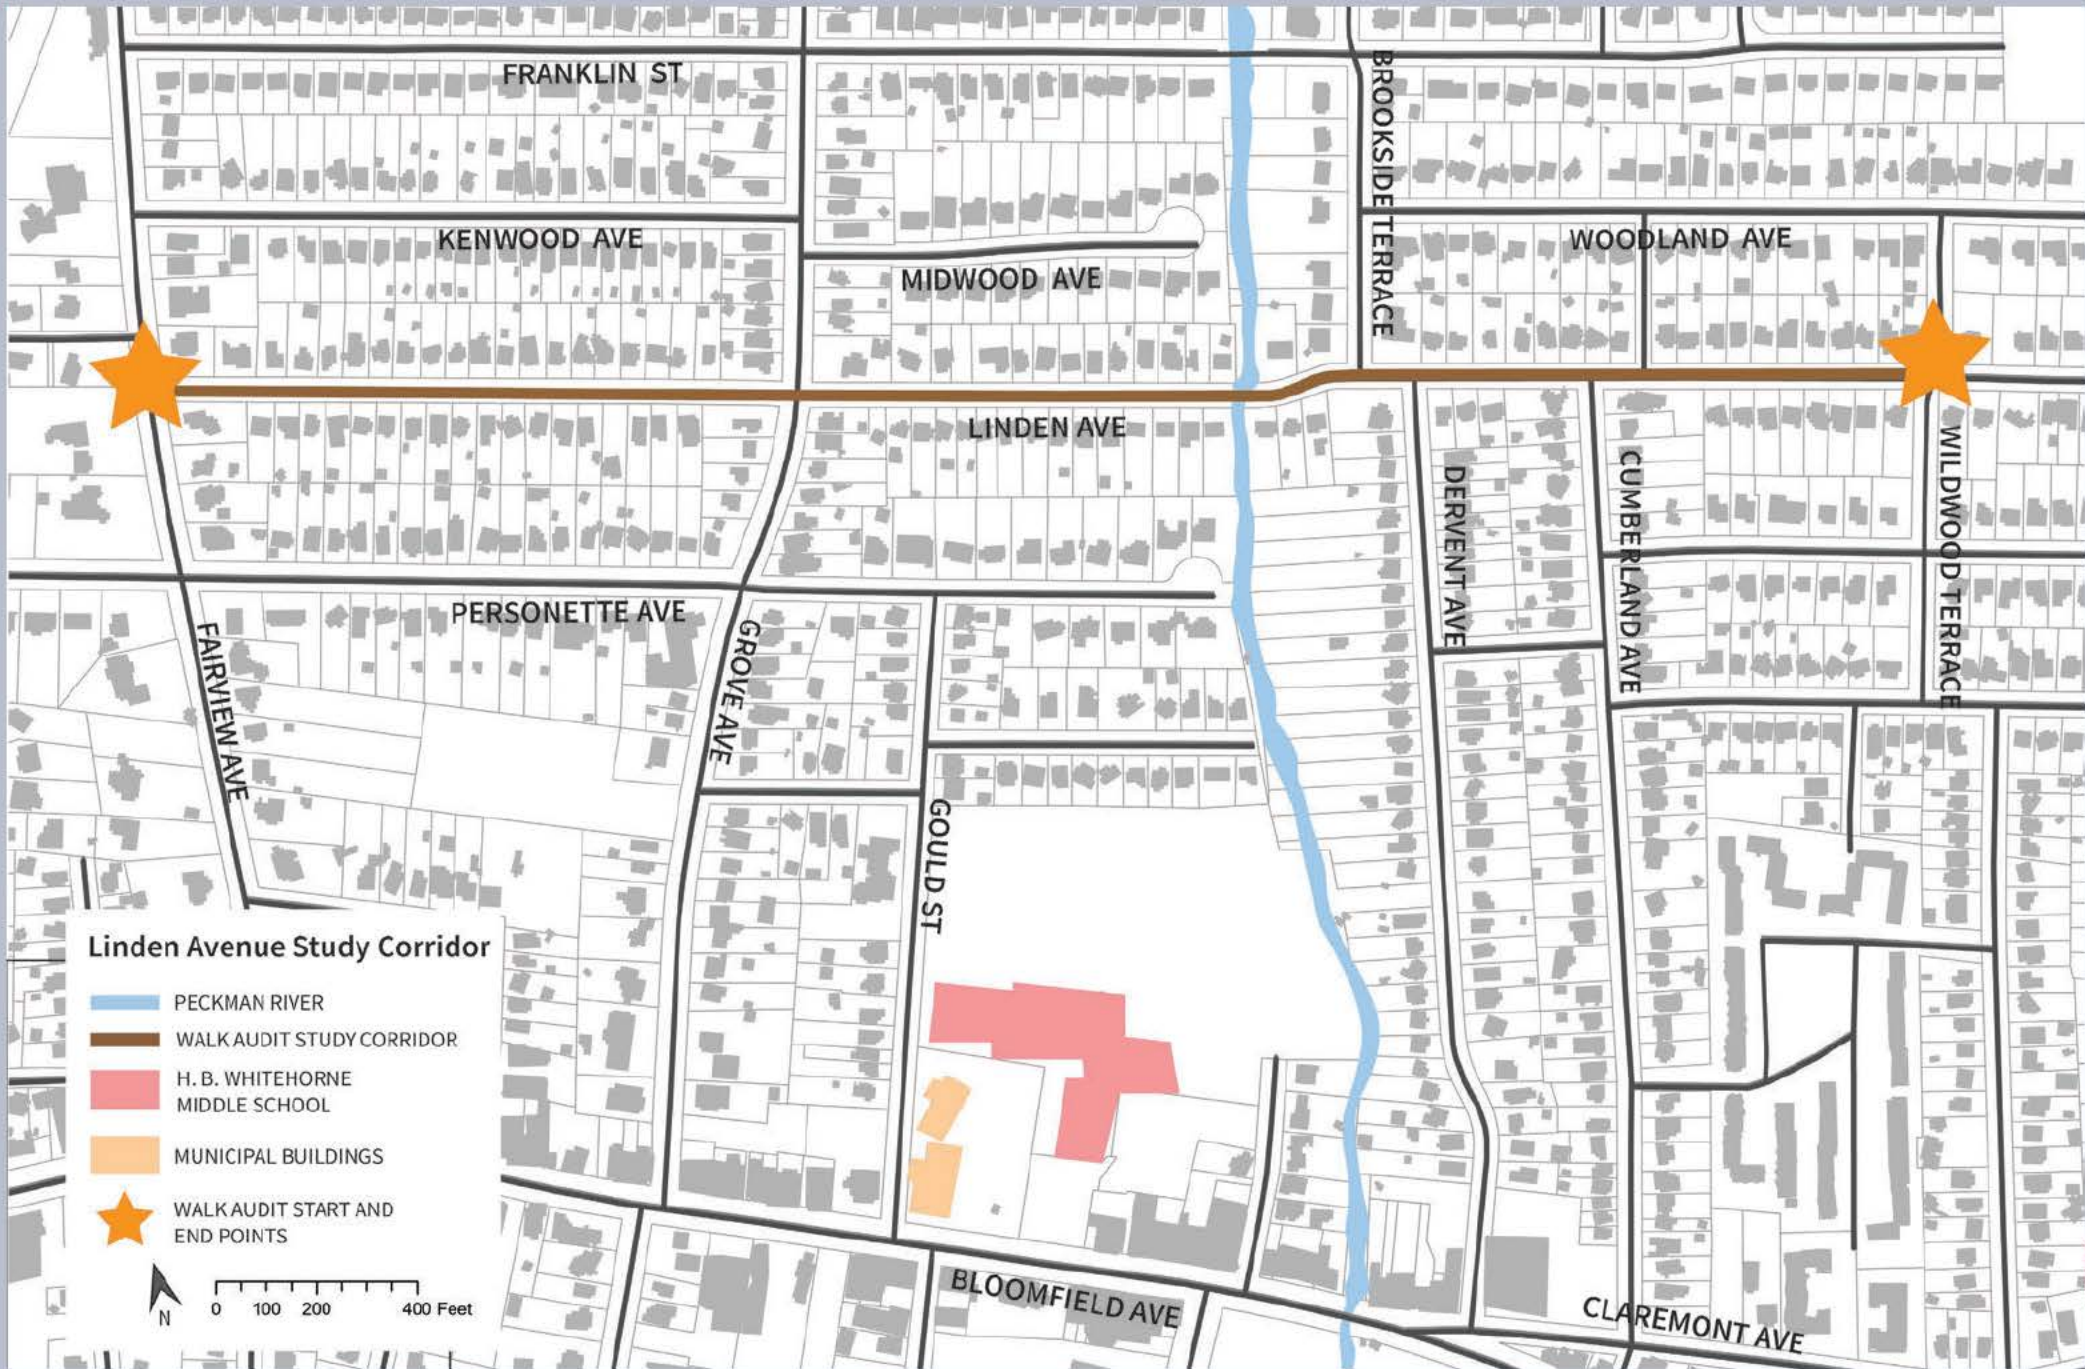 FRANKLIN ST
BROOKSIDE TERRACE
KENWOOD AVE
WOODLAND AVE
MIDWOOD AVE
LINDEN AVE
WILDWOOD TERRACE
CUMBERLAND AVE
DERVENT AVE
PERSONETTE AVE
FAIRVIEW AVE
GROVE AVE
GOULD ST
Linden Avenue Study Corridor
PECKMAN RIVER
WALK AUDIT STUDY CORRIDOR
H. B. WHITEHORNE
MIDDLE SCHOOL
MUNICIPAL BUILDINGS
WALK AUDIT START AND
END POINTS
N
0 100 200 400 Feet
BLOOMFIELD AVE
CLAREMONT AVE